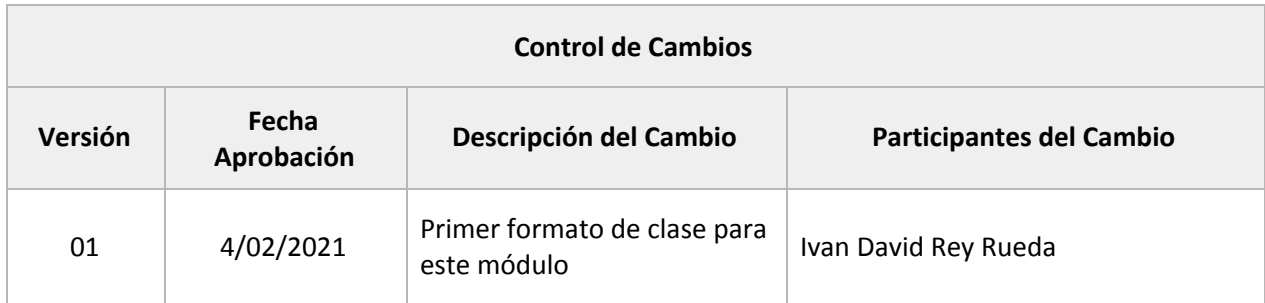 Control de Cambios
Versión
Fecha
Aprobación
Descripción del Cambio
Participantes del Cambio
01
4/02/2021
Primer formato de clase para
este módulo
Ivan David Rey Rueda